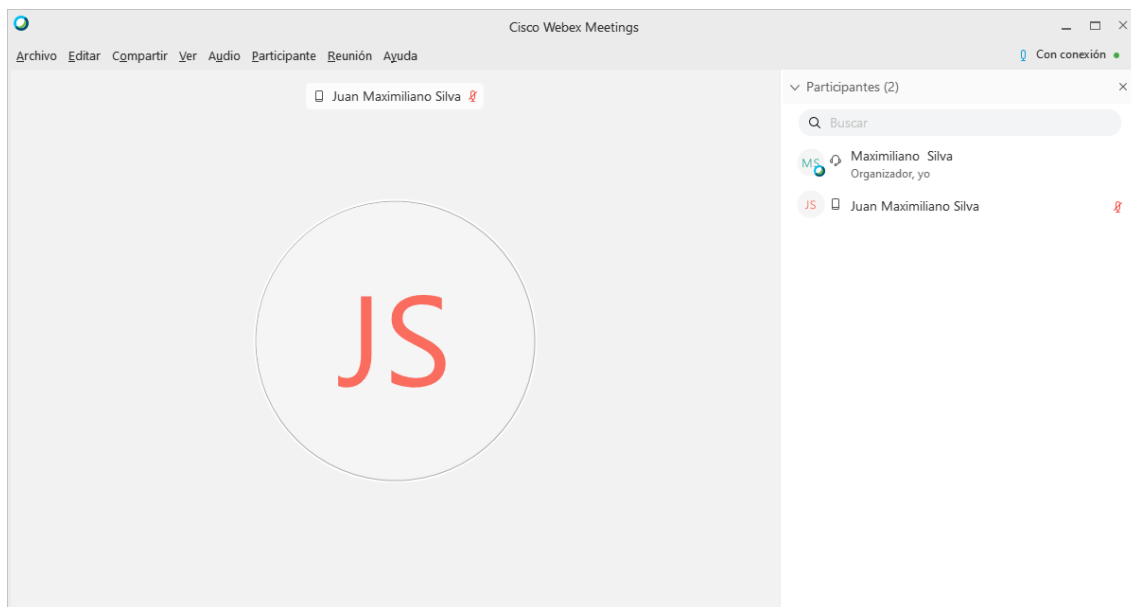 Cisco Webex Meetings
Archivo Editar Compartir Ver Audio Participante Reunión Ayuda
Con conexión
Juan Maximiliano Silva
JS
Participantes (2)
Buscar
MS Maximiliano Silva
Organizador, yo
JS Juan Maximiliano Silva